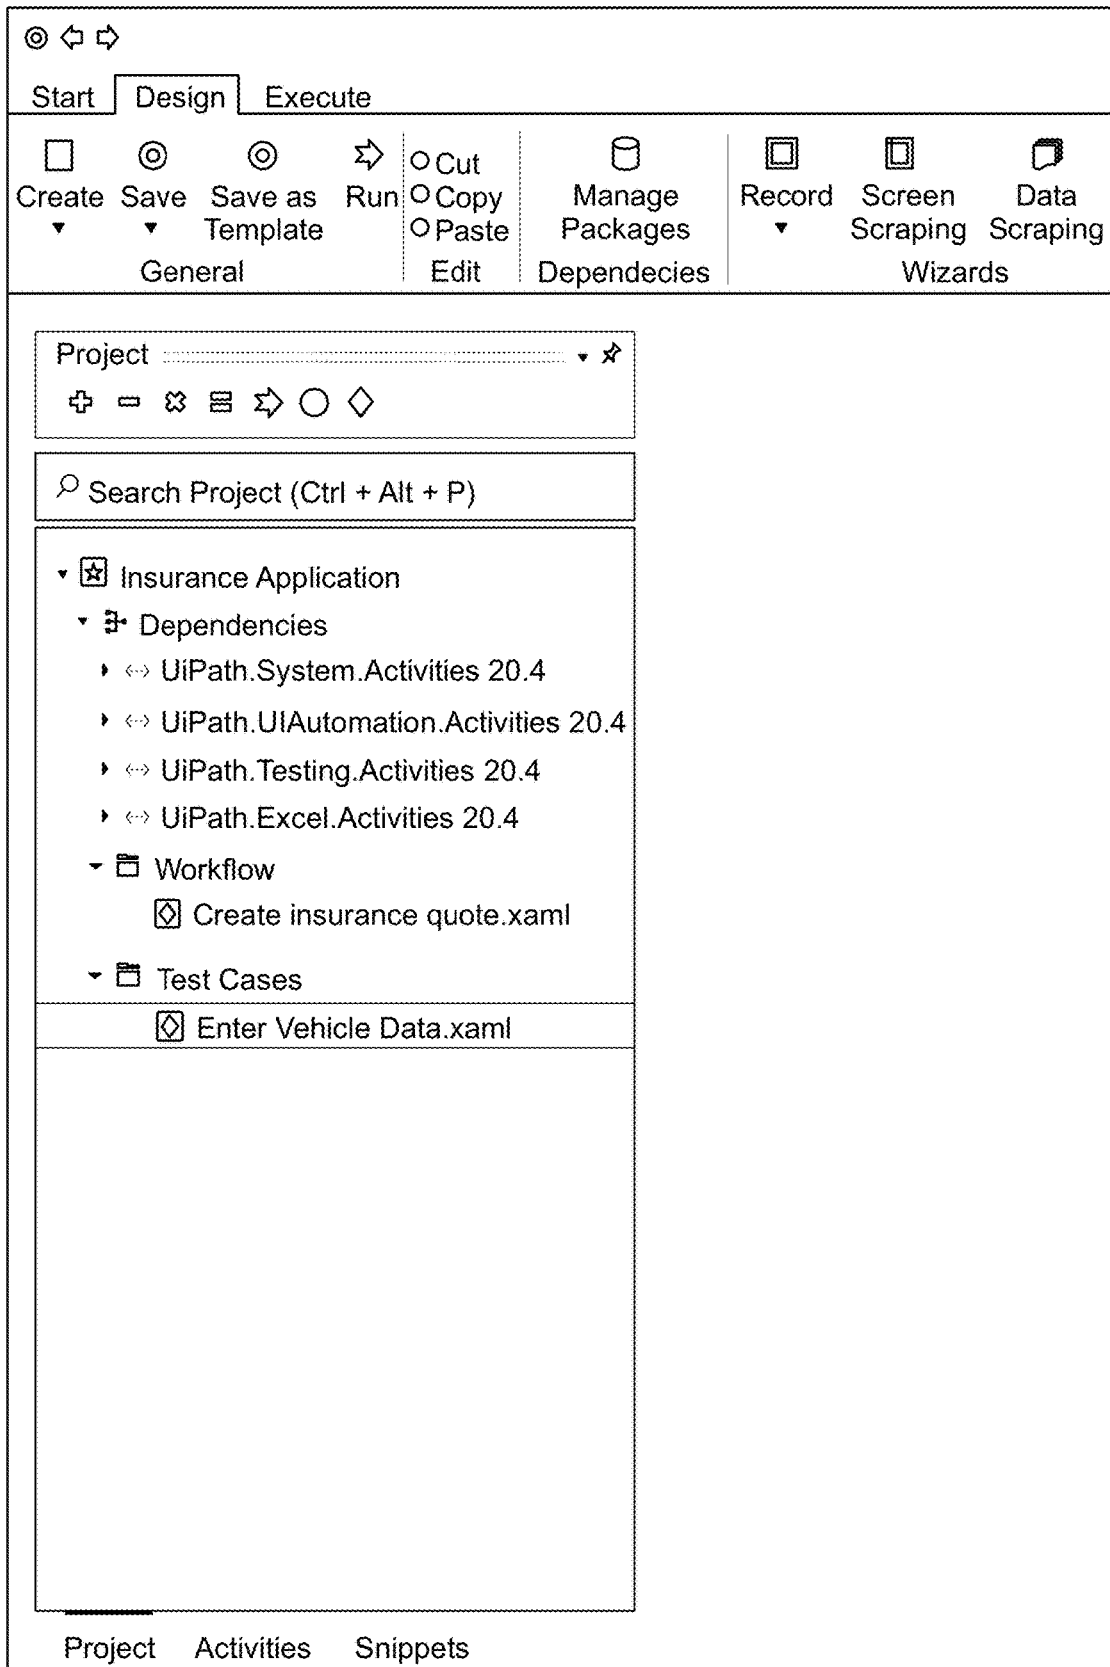 Start Design Execute
Create Save Save as Template Run Cut
Copy
Paste Manage Packages Record Screen Scraping Data Scraping
General Edit Dependecies Wizards
Project
Search Project (Ctrl + Alt + P)
Insurance Application
Dependencies
UiPath.System.Activities 20.4
UiPath.UIAutomation.Activities 20.4
UiPath.Testing.Activities 20.4
UiPath.Excel.Activities 20.4
Workflow
Create insurance quote.xaml
Test Cases
Enter Vehicle Data.xaml
Project Activities Snippets